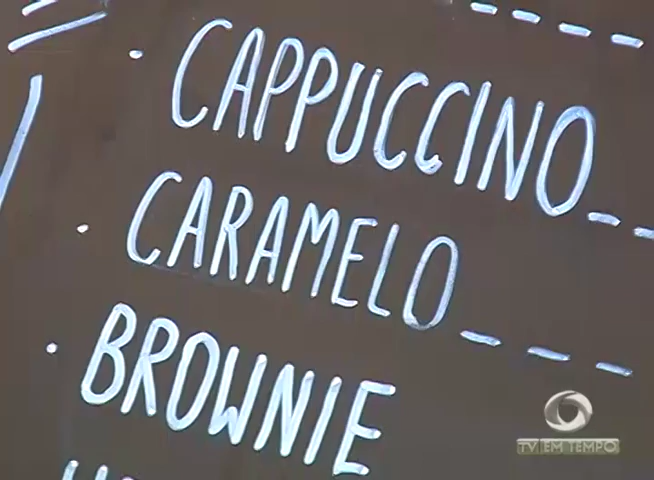 · CAPPUCCINO _ _
· CARAMELO _ _ _
· BROWNIE
TV EM TEMPO